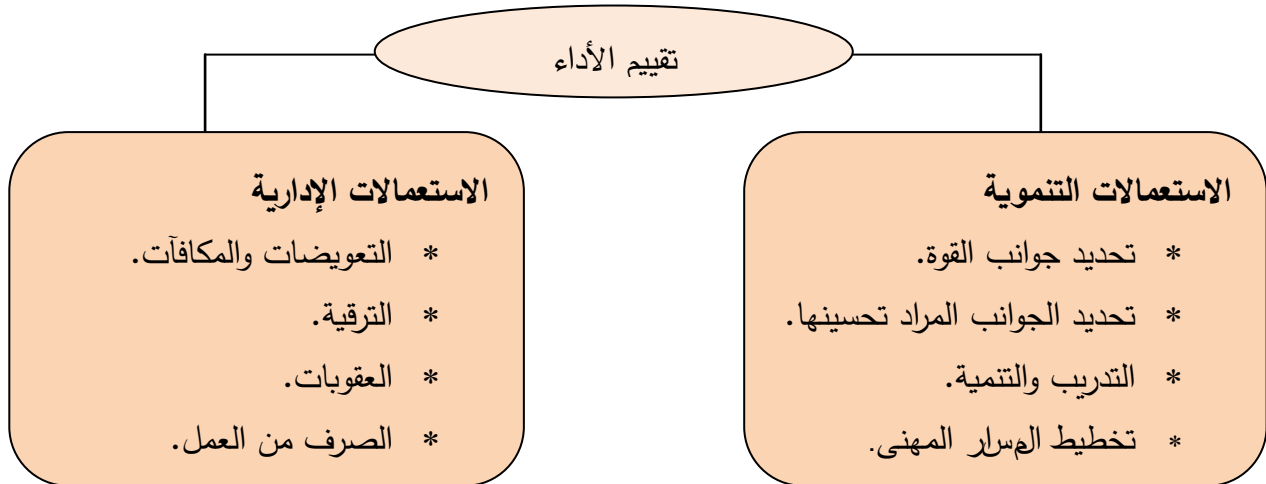 تقييم الأداء
الاستعمالات التنموية
* تحديد جوانب القوة.
* تحديد الجوانب المراد تحسينها.
* التدريب والتنمية.
* تخطيط المسار المهنى.
الاستعمالات الإدارية
* التعويضات والمكافآت.
* الترقية.
* العقوبات.
* الصرف من العمل.